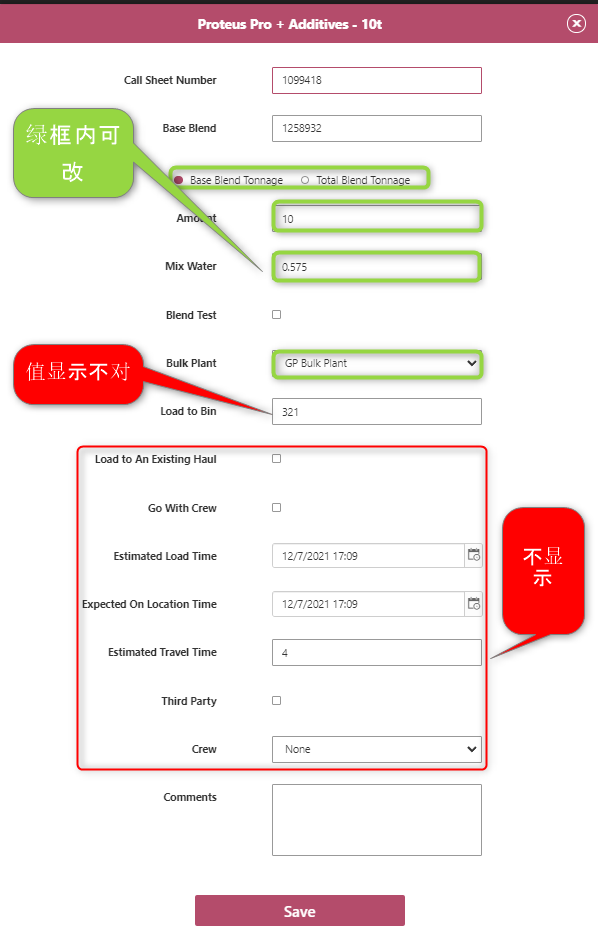 Proteus Pro + Additives - 10t
Call Sheet Number
1099418
Base Blend
1258932
绿框内可
改
Base Blend Tonnage
Total Blend Tonnage
Amount
10
Mix Water
0.575
Blend Test
值显示不对
Bulk Plant
GP Bulk Plant
Load to Bin
321
Load to An Existing Haul
Go With Crew
不显
示
Estimated Load Time
12/7/2021 17:09
Expected On Location Time
12/7/2021 17:09
Estimated Travel Time
4
Third Party
Crew
None
Comments
Save